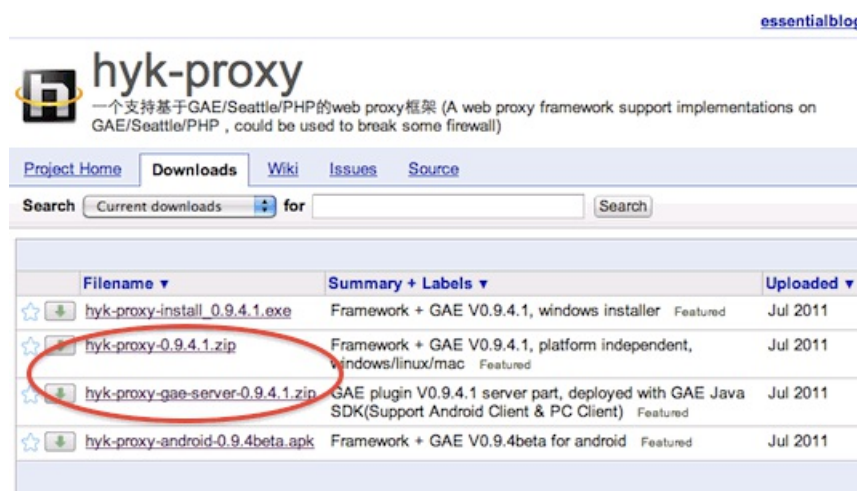 essentialblog
hyk-proxy
一个支持基于GAE/Seattle/PHP的web proxy框架 (A web proxy framework support implementations on
GAE/Seattle/PHP , could be used to break some firewall)
Project Home Downloads Wiki Issues Source
Search Current downloads for Search
Filename ▼ Summary + Labels ▼ Uploaded ▼
hyk-proxy-install_0.9.4.1.exe Framework + GAE V0.9.4.1, windows installer Featured Jul 2011
hyk-proxy-0.9.4.1.zip Framework + GAE V0.9.4.1, platform independent, Jul 2011
windows/linux/mac Featured
hyk-proxy-gae-server-0.9.4.1.zip GAE plugin V0.9.4.1 server part, deployed with GAE Java Jul 2011
SDK(Support Android Client & PC Client) Featured
hyk-proxy-android-0.9.4beta.apk Framework + GAE V0.9.4beta for android Featured Jul 2011